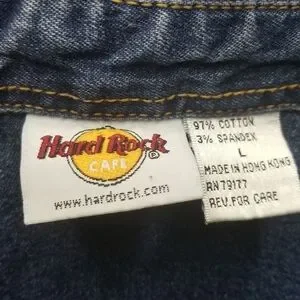 Hard Rock
CAFE
®
www.hardrock.com
97% COTTON
3% SPANDEX
L
MADE IN HONG KONG
RN 79177
REV. FOR CARE